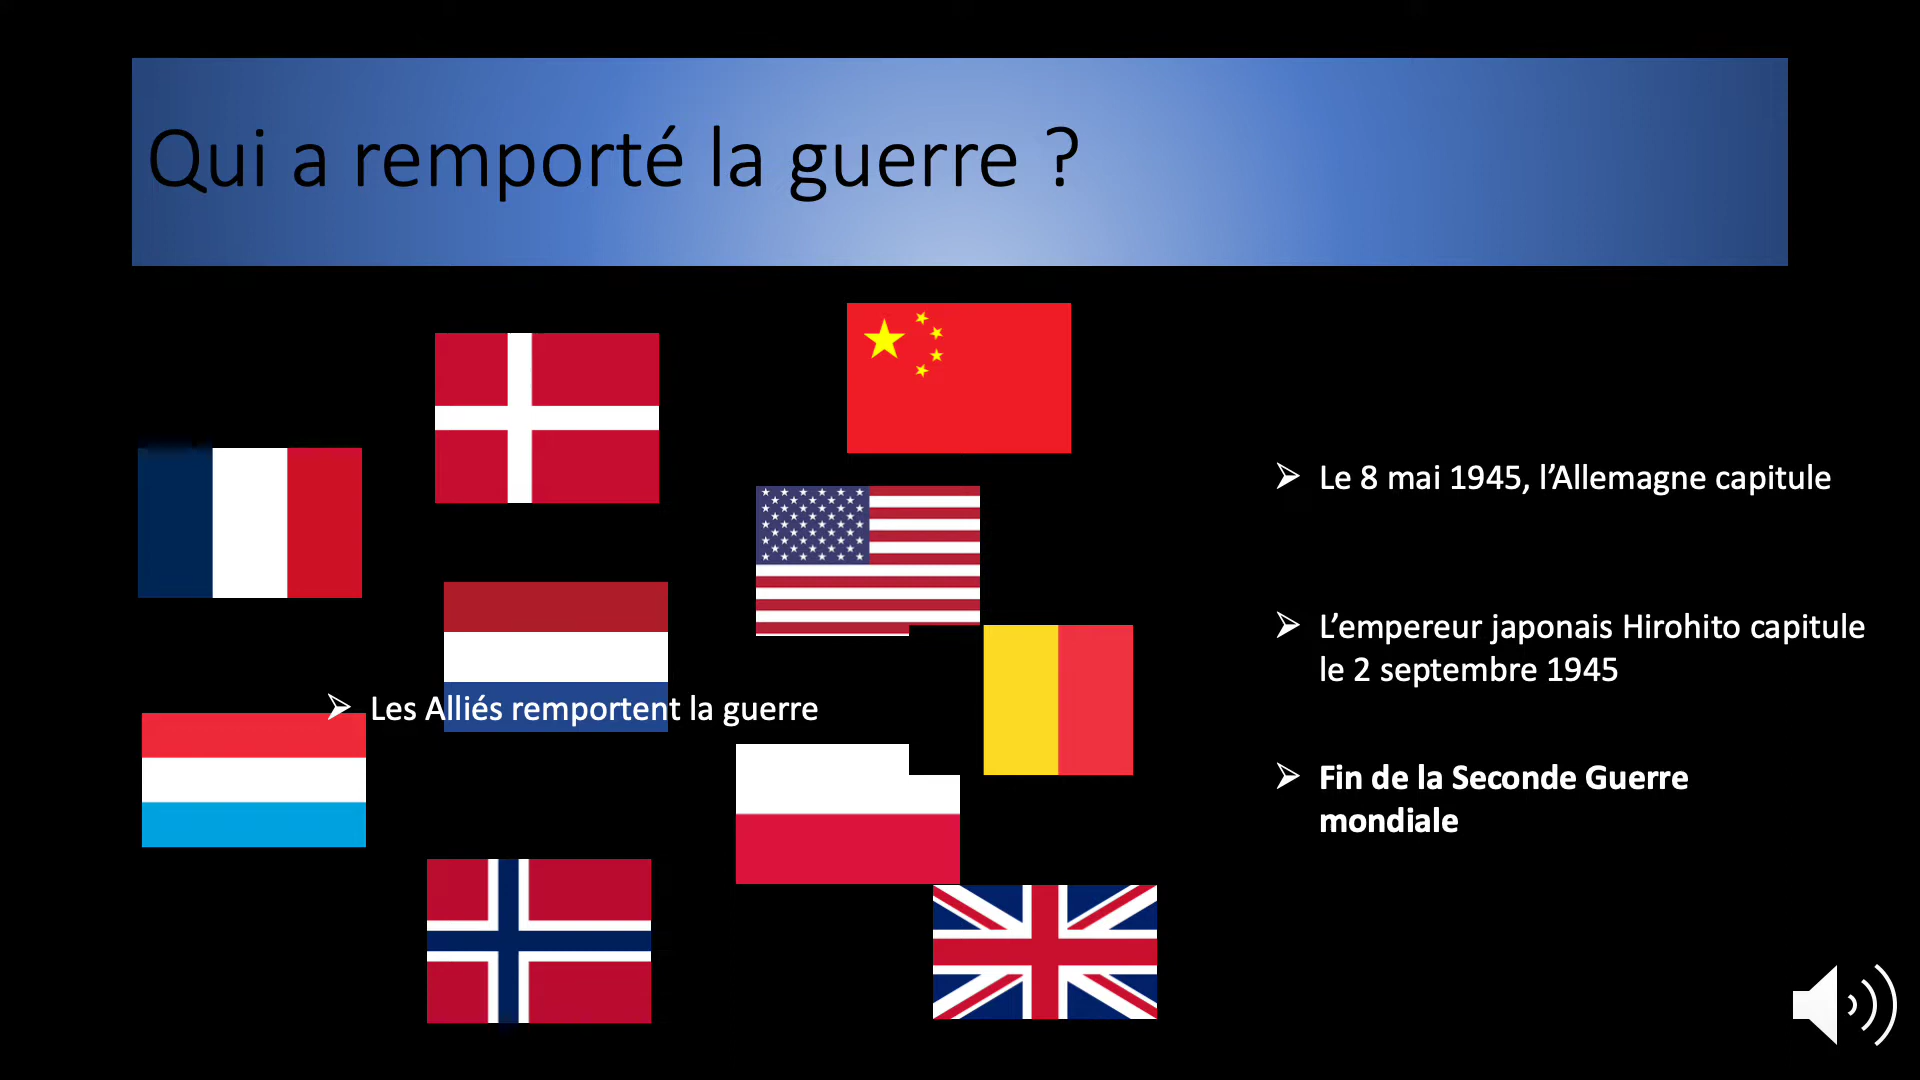 Qui a remporté la guerre ?
➢ Les Alliés remportent la guerre
➢ Le 8 mai 1945, l’Allemagne capitule
➢ L’empereur japonais Hirohito capitule
le 2 septembre 1945
➢ Fin de la Seconde Guerre
mondiale